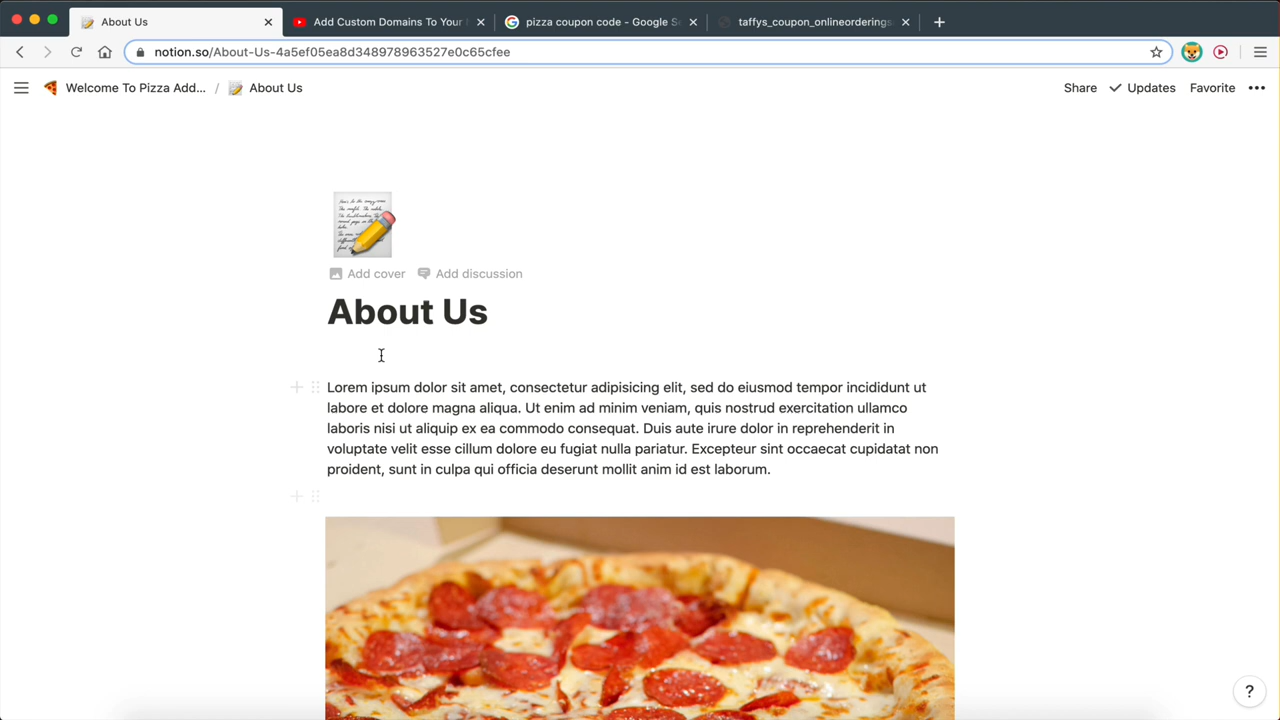 About Us
Add Custom Domains To Your
pizza coupon code - Google Se
taffys_coupon_onlineorderings
notion.so/About-Us-4a5ef05ea8d348978963527e0c65cfee
Welcome To Pizza Add... / About Us
Share Updates Favorite
Add cover Add discussion
About Us
Lorem ipsum dolor sit amet, consectetur adipisicing elit, sed do eiusmod tempor incididunt ut
labore et dolore magna aliqua. Ut enim ad minim veniam, quis nostrud exercitation ullamco
laboris nisi ut aliquip ex ea commodo consequat. Duis aute irure dolor in reprehenderit in
voluptate velit esse cillum dolore eu fugiat nulla pariatur. Excepteur sint occaecat cupidatat non
proident, sunt in culpa qui officia deserunt mollit anim id est laborum.
?